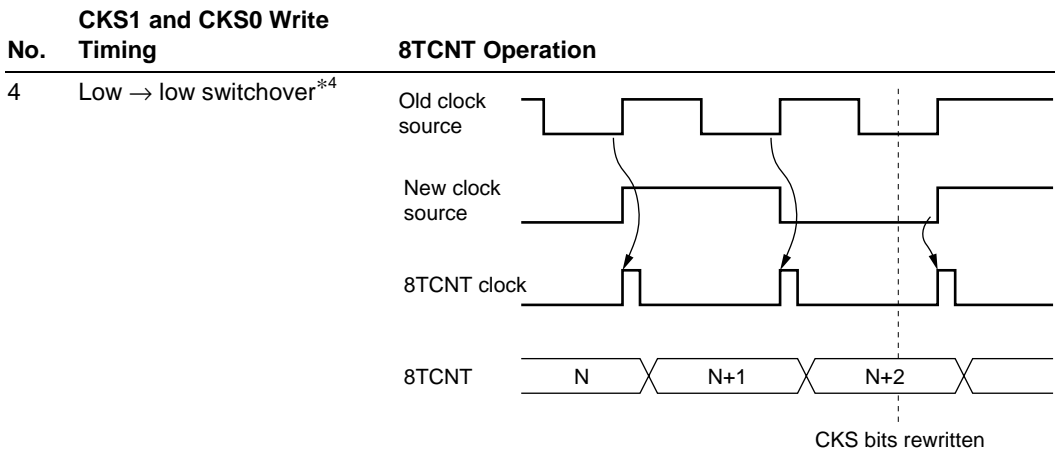 CKS1 and CKS0 Write
No. Timing 8TCNT Operation
4 Low → low switchover*4
Old clock
source
New clock
source
8TCNT clock
8TCNT N N+1 N+2
CKS bits rewritten